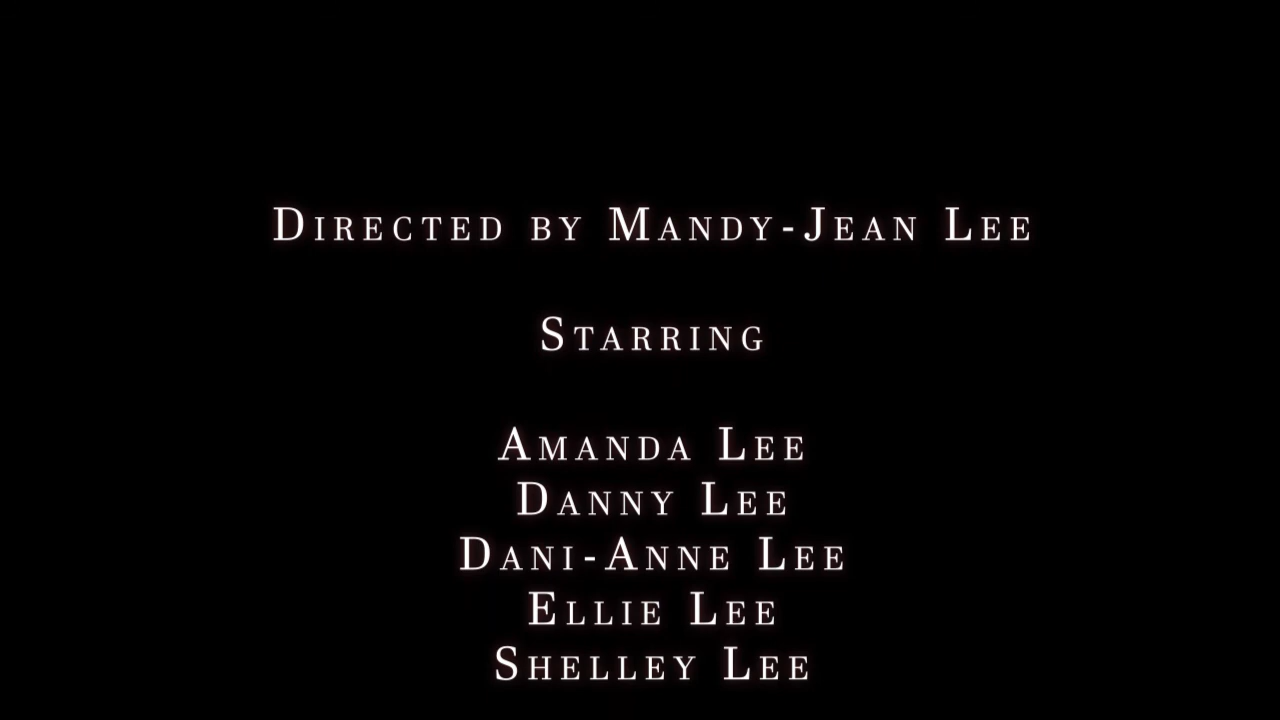 Directed by Mandy-Jean Lee
Starring
Amanda Lee
Danny Lee
Dani-Anne Lee
Ellie Lee
Shelley Lee